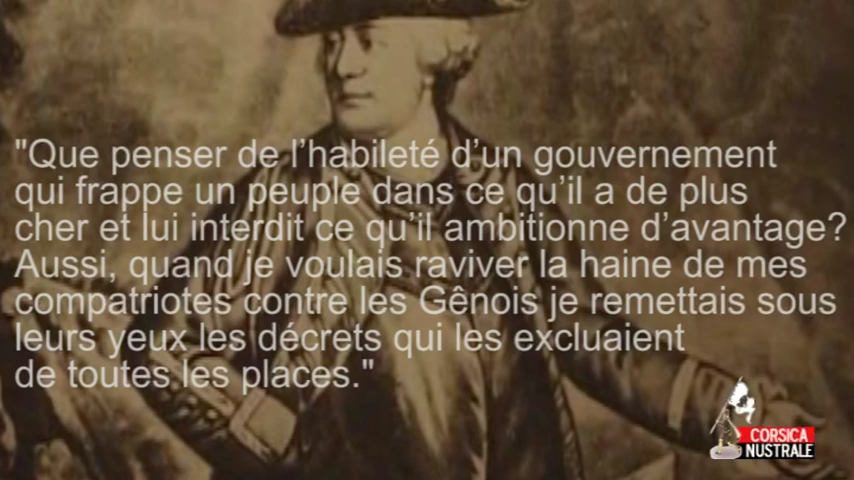 "Que penser de l'habileté d'un gouvernement
qui frappe un peuple dans ce qu'il a de plus
cher et lui interdit ce qu'il ambitionne d'avantage?
Aussi, quand je voulais raviver la haine de mes
compatriotes contre les Gênois je remettais sous
leurs yeux les décrets qui les excluaient
de toutes les places."
CORSICA
NUSTRALE